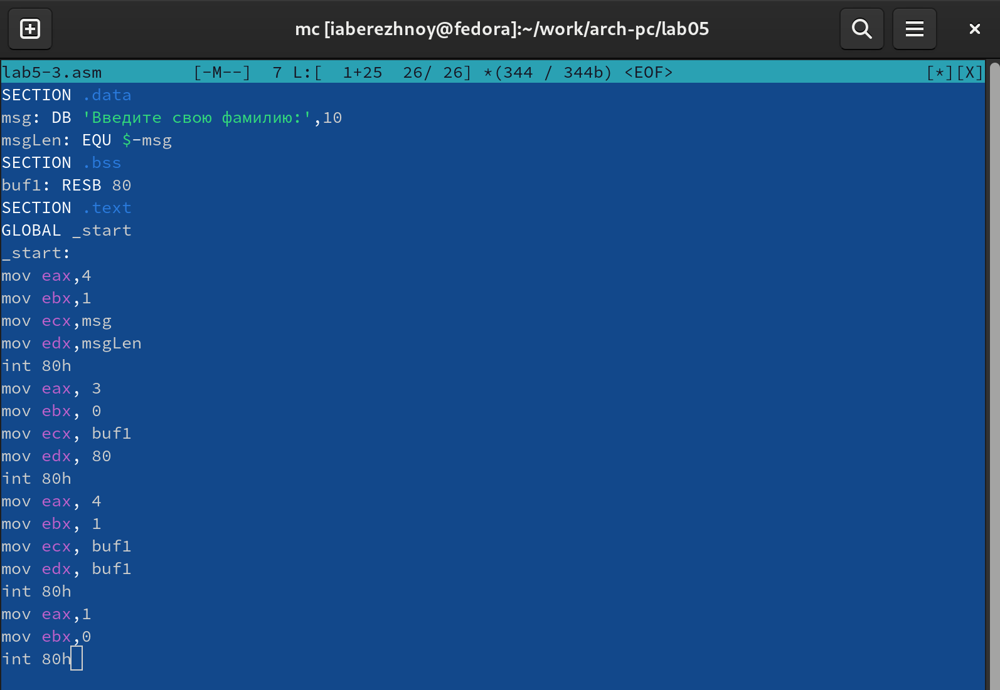 mc [iaberezhnoy@fedora]:~/work/arch-pc/lab05
lab5-3.asm [-M--] 7 L:[ 1+25 26/ 26] *(344 / 344b) <EOF> [*][X]
SECTION .data
msg: DB 'Введите свою фамилию:',10
msgLen: EQU $-msg
SECTION .bss
buf1: RESB 80
SECTION .text
GLOBAL _start
_start:
mov eax,4
mov ebx,1
mov ecx,msg
mov edx,msgLen
int 80h
mov eax, 3
mov ebx, 0
mov ecx, buf1
mov edx, 80
int 80h
mov eax, 4
mov ebx, 1
mov ecx, buf1
mov edx, buf1
int 80h
mov eax,1
mov ebx,0
int 80h